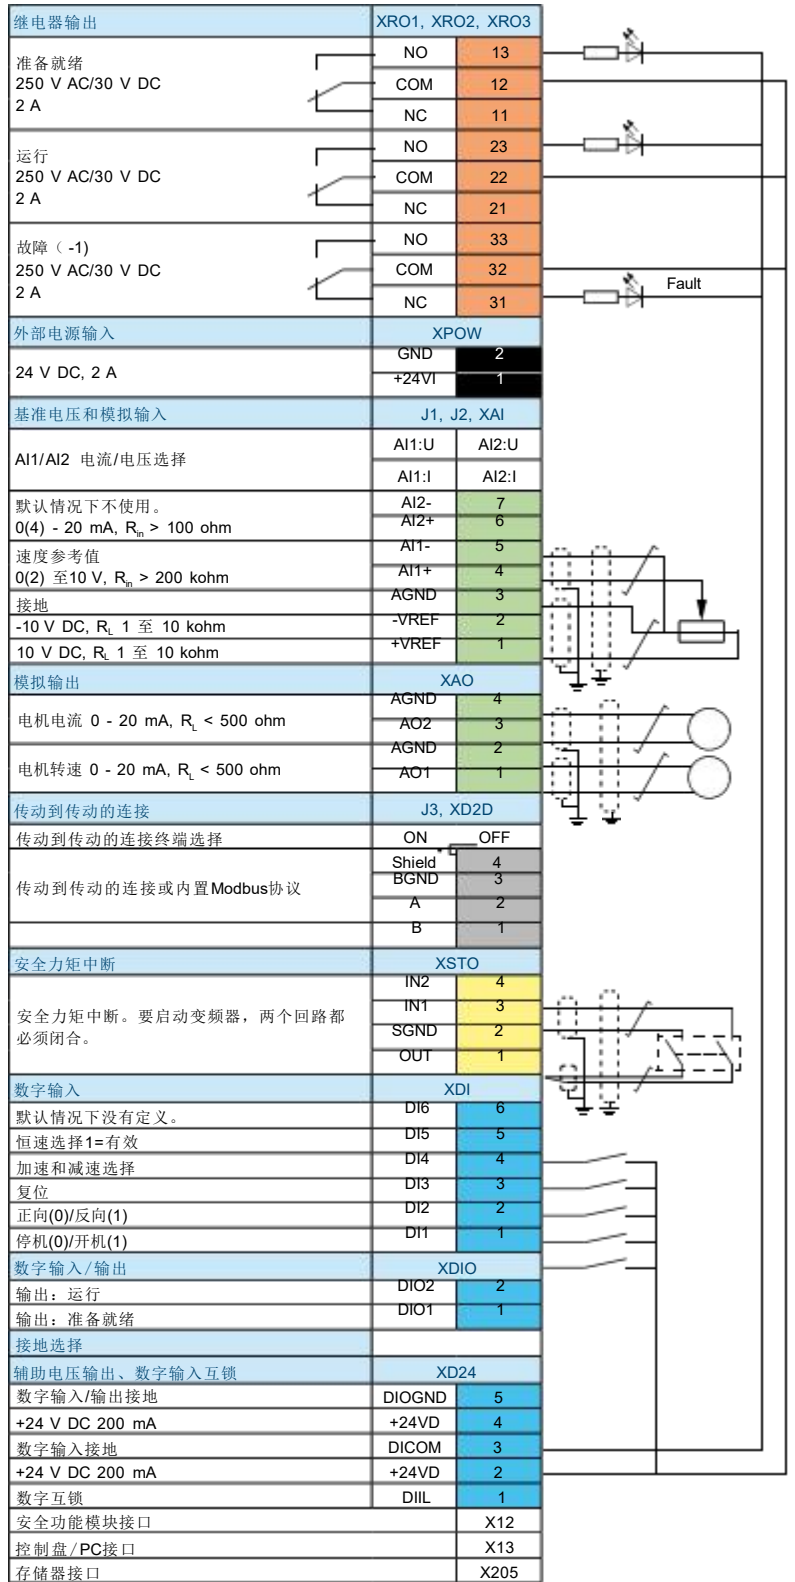 继电器输出 XRO1, XRO2, XRO3
准备就绪
250 V AC/30 V DC
2 A
NO 13
COM 12
NC 11
运行
250 V AC/30 V DC
2 A
NO 23
COM 22
NC 21
故障（ -1)
250 V AC/30 V DC
2 A
NO 33
COM 32
NC 31
Fault
外部电源输入 XPOW
24 V DC, 2 A
GND 2
+24VI 1
基准电压和模拟输入 J1, J2, XAI
AI1/AI2 电流/电压选择
AI1:U AI2:U
AI1:I AI2:I
默认情况下不使用。
0(4) - 20 mA, Rin > 100 ohm
AI2- 7
AI2+ 6
速度参考值
0(2) 至10 V, Rin > 200 kohm
AI1- 5
AI1+ 4
接地 AGND 3
-10 V DC, RL 1 至 10 kohm -VREF 2
10 V DC, RL 1 至 10 kohm +VREF 1
模拟输出 XAO
电机电流 0 - 20 mA, RL < 500 ohm
AGND 4
AO2 3
电机转速 0 - 20 mA, RL < 500 ohm
AGND 2
AO1 1
传动到传动的连接 J3, XD2D
传动到传动的连接终端选择 ON OFF
传动到传动的连接或内置Modbus协议
Shield 4
BGND 3
A 2
B 1
安全力矩中断 XSTO
安全力矩中断。要启动变频器，两个回路都
必须闭合。
IN2 4
IN1 3
SGND 2
OUT 1
数字输入 XDI
默认情况下没有定义。 DI6 6
恒速选择1=有效 DI5 5
加速和减速选择 DI4 4
复位 DI3 3
正向(0)/反向(1) DI2 2
停机(0)/开机(1) DI1 1
数字输入/输出 XDIO
输出：运行 DIO2 2
输出：准备就绪 DIO1 1
接地选择
辅助电压输出、数字输入互锁 XD24
数字输入/输出接地 DIOGND 5
+24 V DC 200 mA +24VD 4
数字输入接地 DICOM 3
+24 V DC 200 mA +24VD 2
数字互锁 DIIL 1
安全功能模块接口 X12
控制盘/PC接口 X13
存储器接口 X205